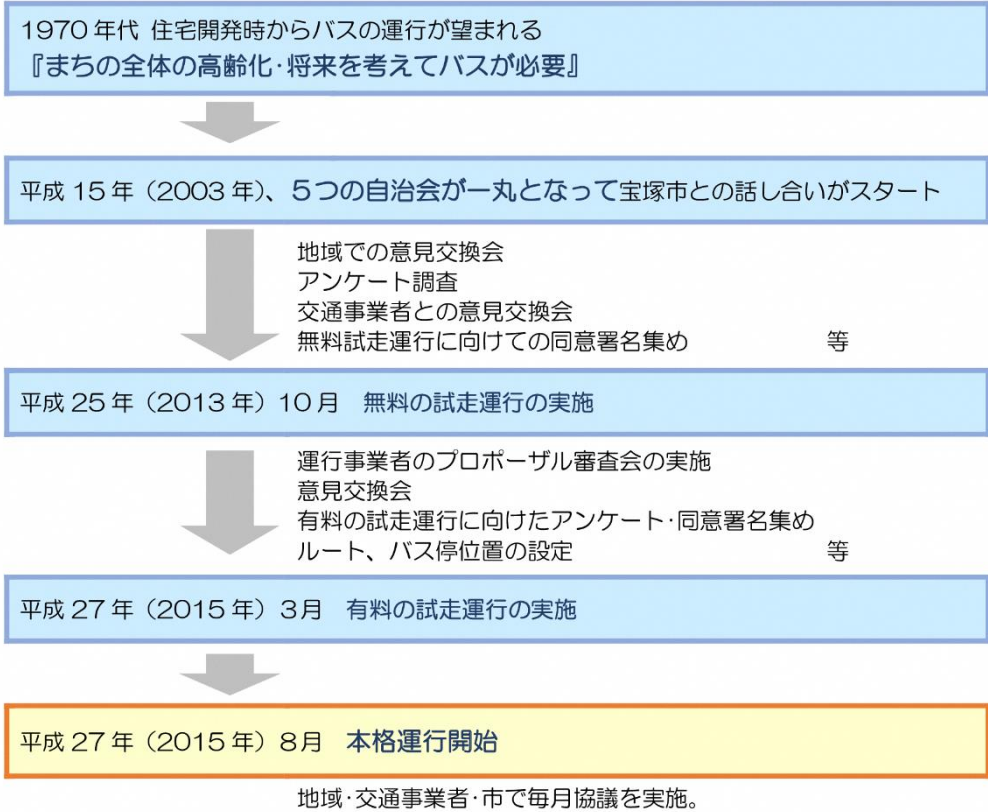 1970年代 住宅開発時からバスの運行が望まれる
『まちの全体の高齢化・将来を考えてバスが必要』
平成15年（2003年）、５つの自治会が一丸となって宝塚市との話し合いがスタート
地域での意見交換会
アンケート調査
交通事業者との意見交換会
無料試走運行に向けての同意署名集め　　　　　　等
平成25年（2013年）10月　無料の試走運行の実施
運行事業者のプロポーザル審査会の実施
意見交換会
有料の試走運行に向けたアンケート・同意署名集め
ルート、バス停位置の設定　　　　　　　　　　　等
平成27年（2015年）3月　有料の試走運行の実施
平成27年（2015年）8月　本格運行開始
地域・交通事業者・市で毎月協議を実施。